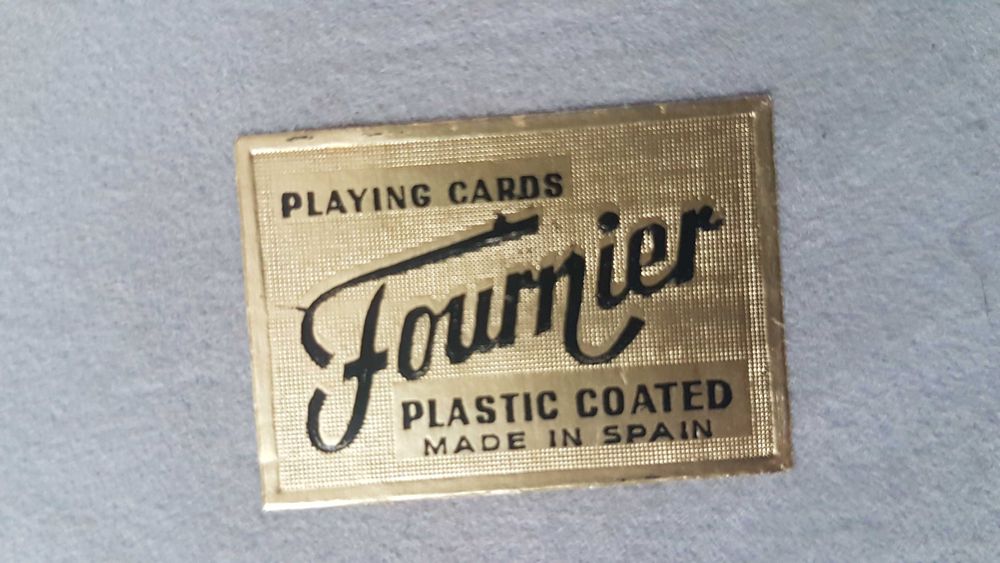 PLAYING CARDS
Fournier
PLASTIC COATED
MADE IN SPAIN